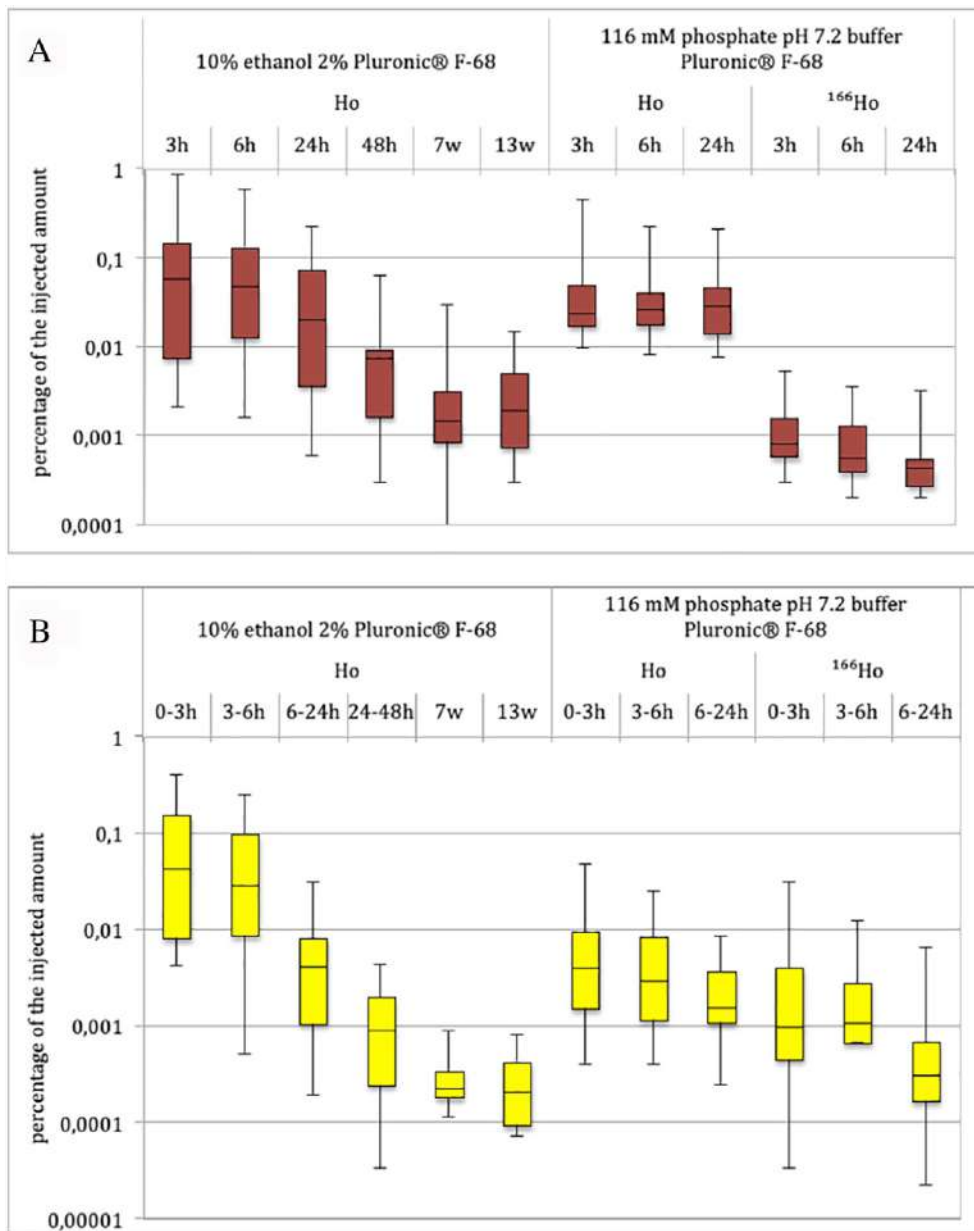 A
10% ethanol 2% Pluronic® F-68
116 mM phosphate pH 7.2 buffer
Pluronic® F-68
Ho
Ho
¹⁶⁶Ho
3h 6h 24h 48h 7w 13w 3h 6h 24h 3h 6h 24h
percentage of the injected amount
1
0,1
0,01
0,001
0,0001
B
10% ethanol 2% Pluronic® F-68
116 mM phosphate pH 7.2 buffer
Pluronic® F-68
Ho
Ho
¹⁶⁶Ho
0-3h 3-6h 6-24h 24-48h 7w 13w 0-3h 3-6h 6-24h 0-3h 3-6h 6-24h
percentage of the injected amount
1
0,1
0,01
0,001
0,0001
0,00001